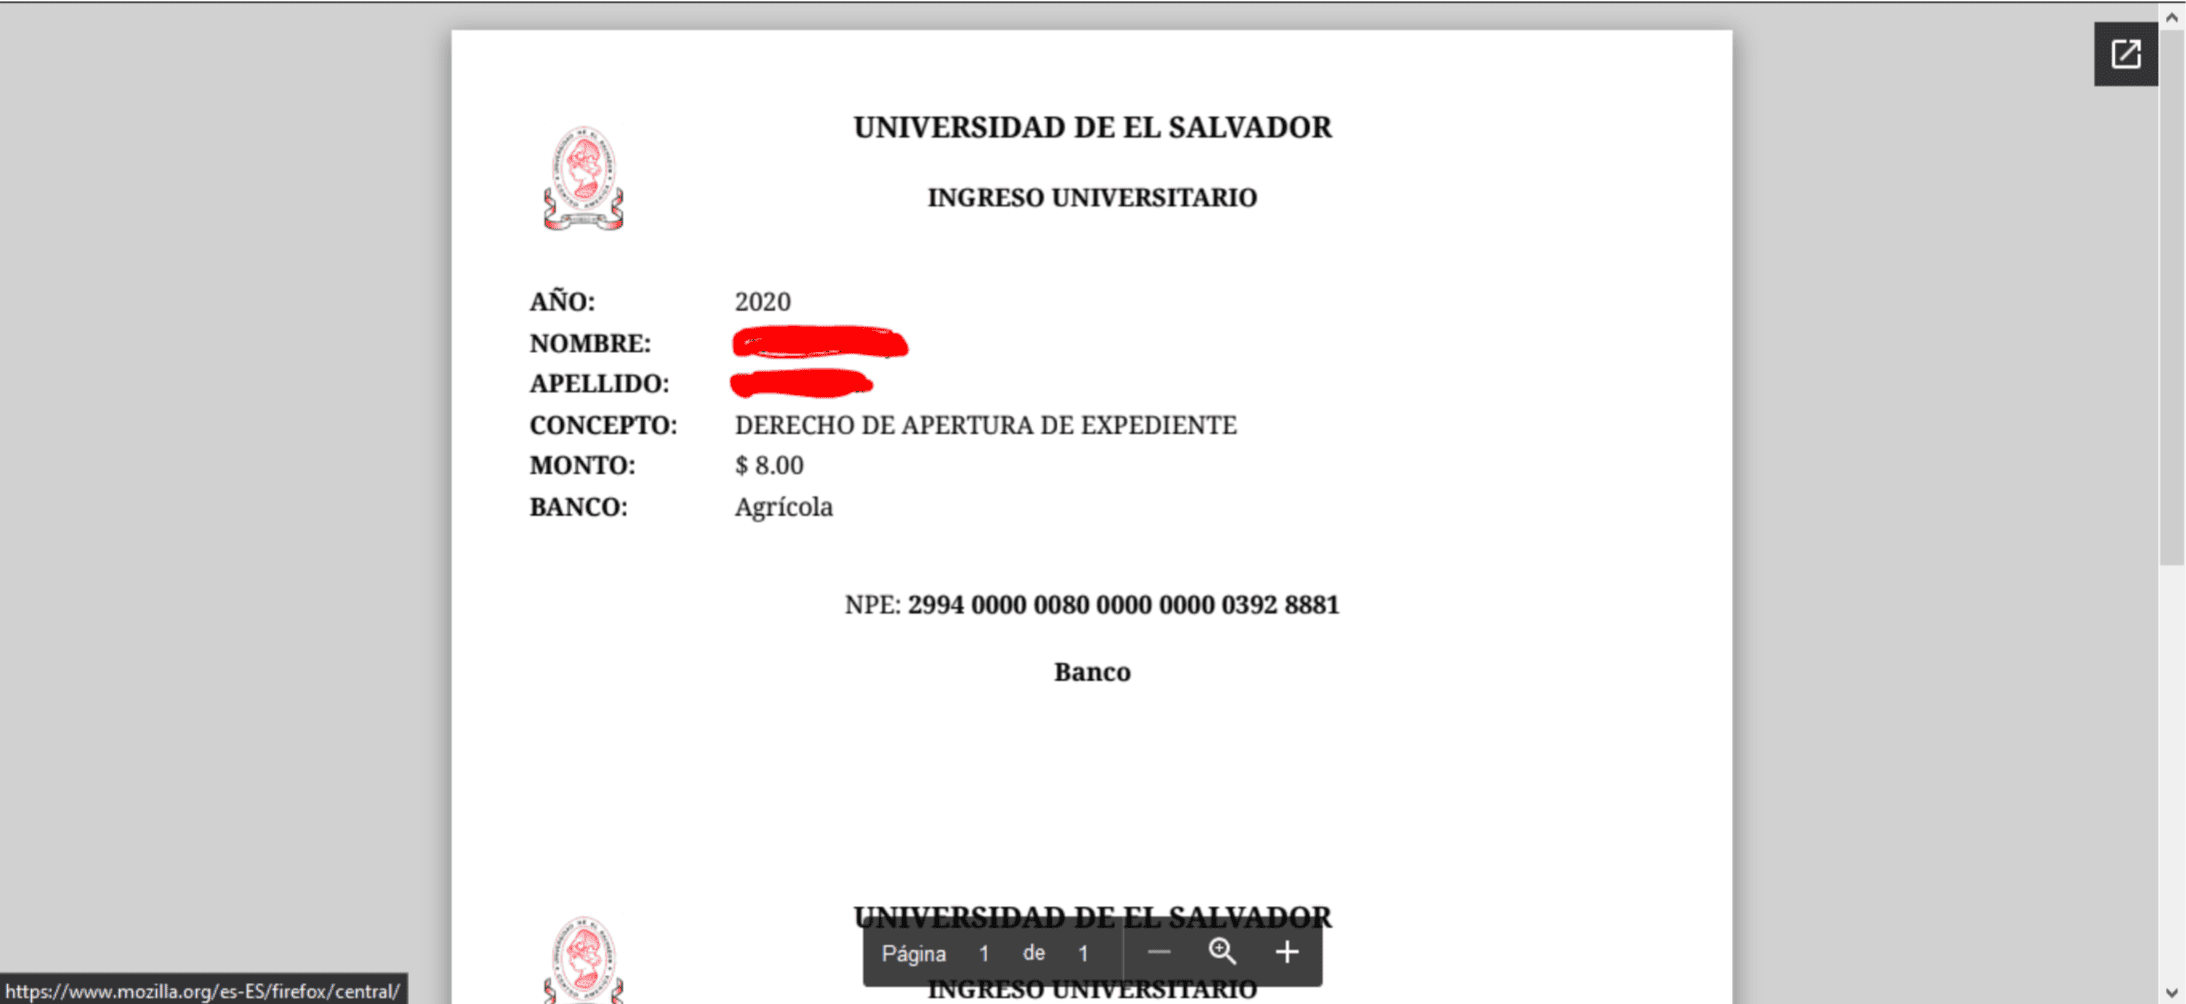 UNIVERSIDAD DE EL SALVADOR
INGRESO UNIVERSITARIO
AÑO: 2020
NOMBRE:
APELLIDO:
CONCEPTO: DERECHO DE APERTURA DE EXPEDIENTE
MONTO: $ 8.00
BANCO: Agrícola
NPE: 2994 0000 0080 0000 0000 0392 8881
Banco
UNIVERSIDAD DE EL SALVADOR
Página 1 de 1
INGRESO UNIVERSITARIO
https://www.mozilla.org/es-ES/firefox/central/